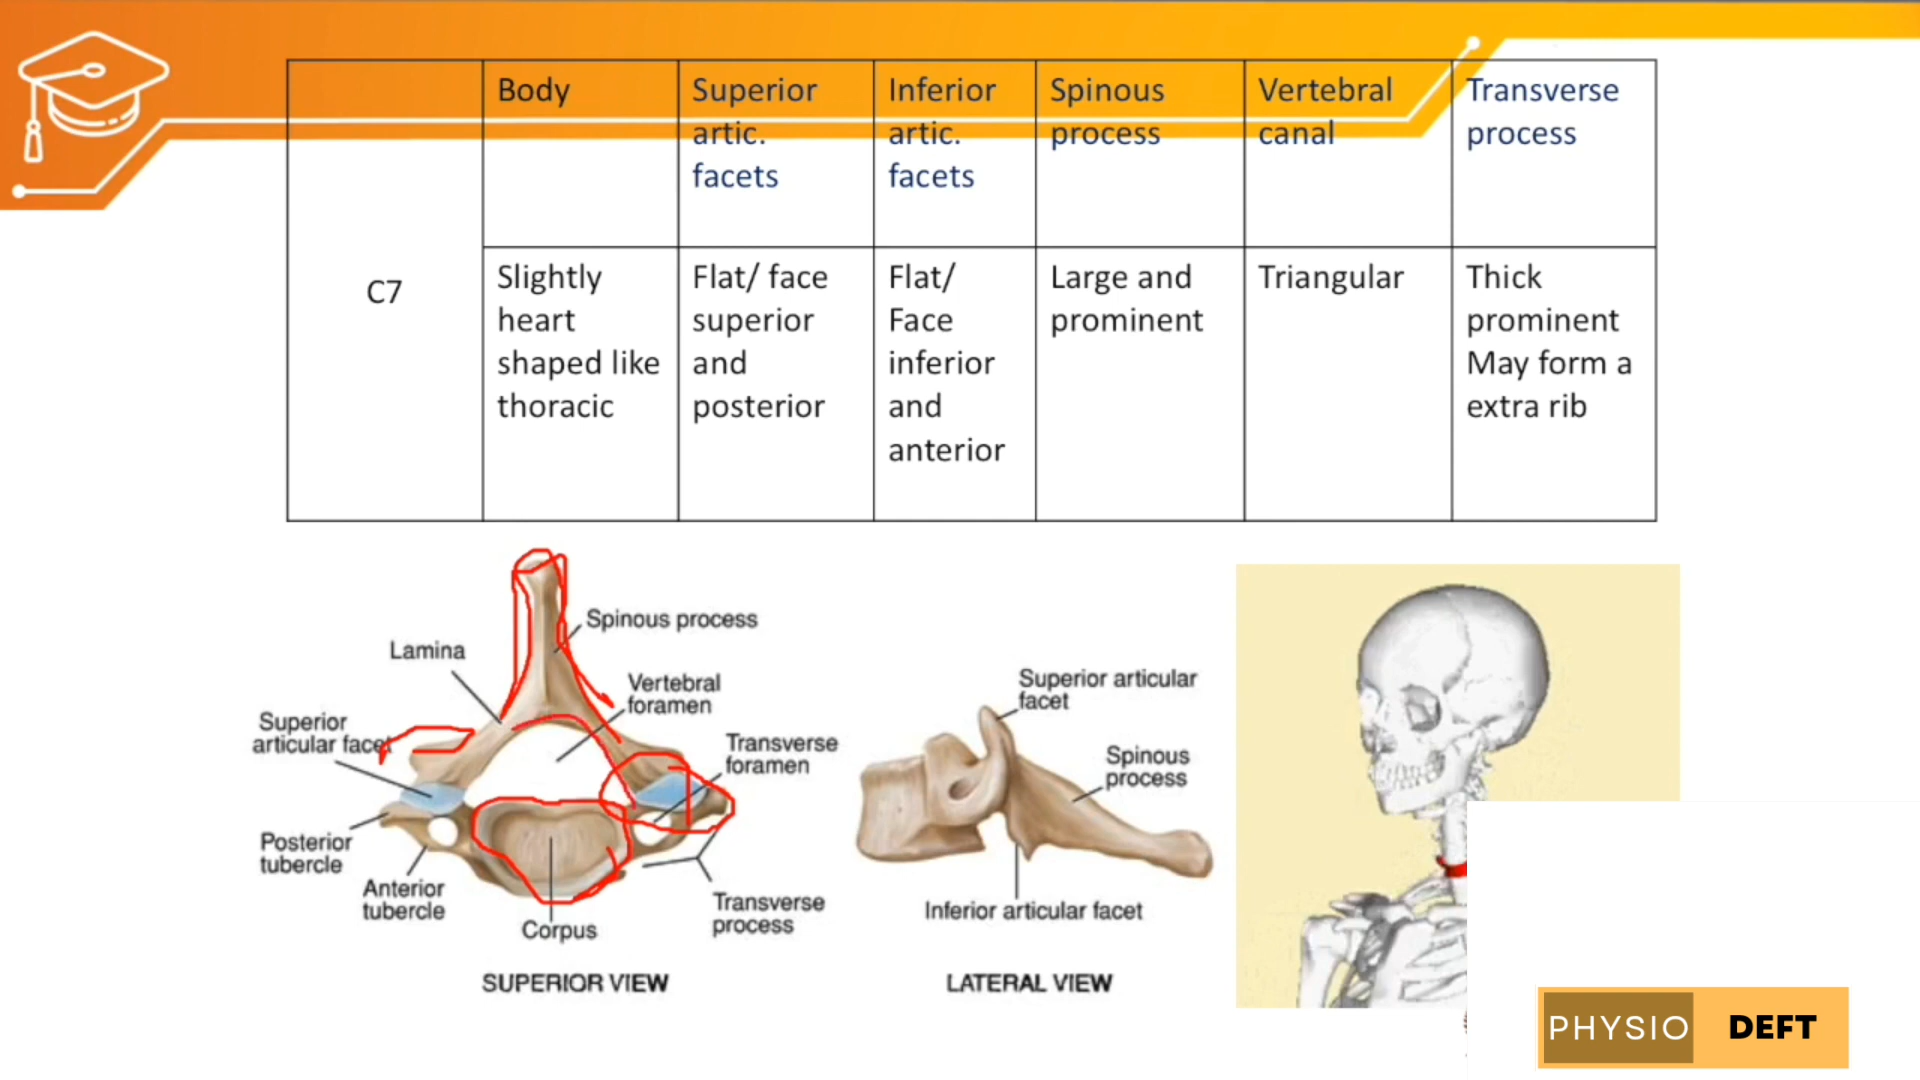 Body
Superior
artic.
facets
Inferior
artic.
facets
Spinous
process
Vertebral
canal
Transverse
process
C7
Slightly
heart
shaped like
thoracic
Flat/ face
superior
and
posterior
Flat/
Face
inferior
and
anterior
Large and
prominent
Triangular
Thick
prominent
May form a
extra rib
Spinous process
Lamina
Vertebral
foramen
Superior
articular facet
Transverse
foramen
Posterior
tubercle
Anterior
tubercle
Corpus
Transverse
process
SUPERIOR VIEW
Superior articular
facet
Spinous
process
Inferior articular facet
LATERAL VIEW
PHYSIO DEFT